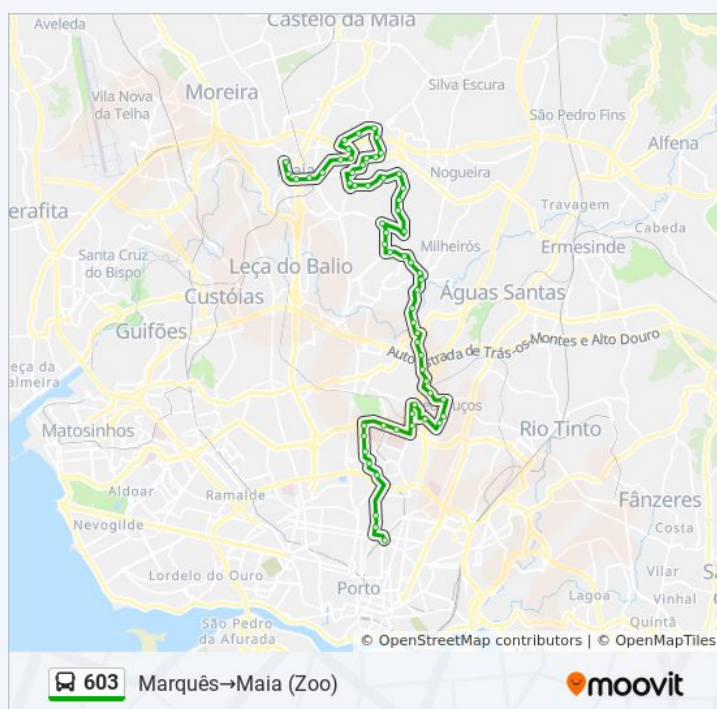 Castelo da Maia
Aveleda
Silva Escura
Vila Nova
da Telha
Moreira
São Pedro Fins
Alfena
Maia
Nogueira
Travagem
Cabeda
Milheirós
Ermesinde
erafita
Santa Cruz
do Bispo
Leça do Balio
Custóias
Águas Santas
Guifões
eça da
almeira
Autoestrada de Trás-os-Montes e Alto Douro
Matosinhos
Rio Tinto
Aldoar
Ramalde
Nevogilde
Fânzeres
Costa
Lordelo do Ouro
Porto
Vilar
Lagoa
Vinhal
São Pedro
da Afurada
Quintã
© OpenStreetMap contributors | © OpenMapTiles
603 Marquês→Maia (Zoo)
moovit